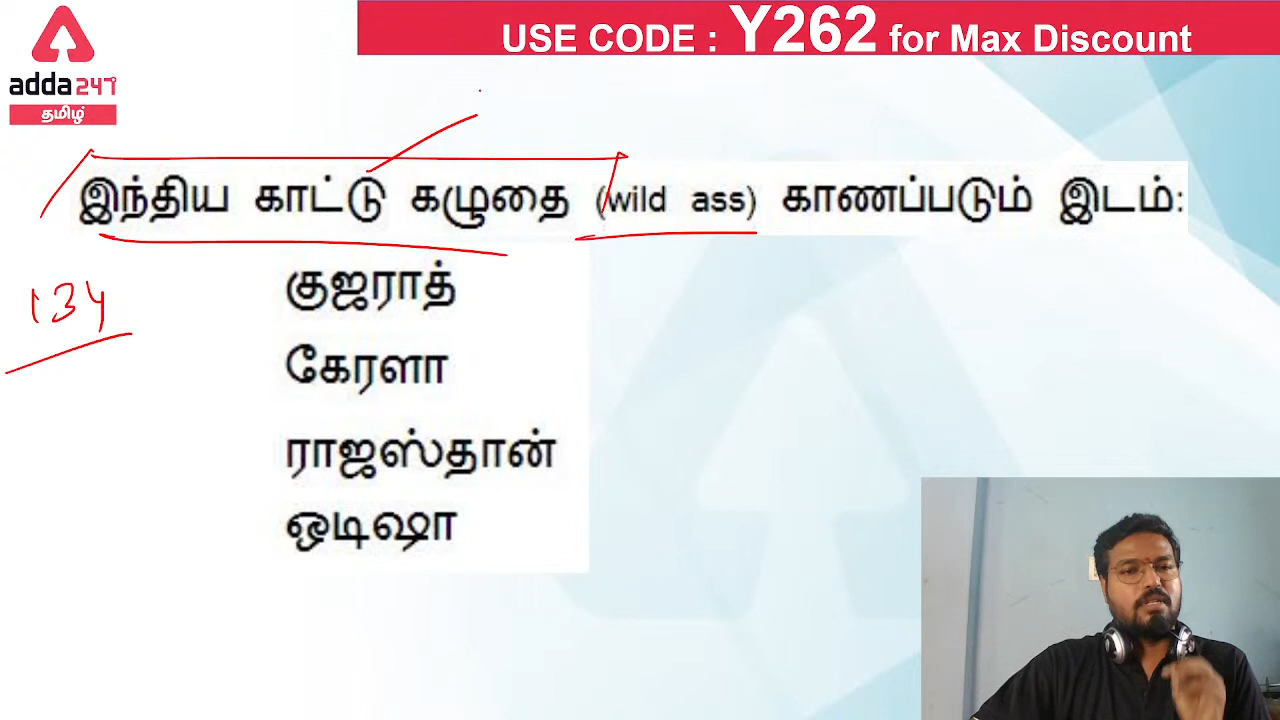 USE CODE : Y262 for Max Discount
adda247
தமிழ்
இந்திய காட்டு கழுதை (wild ass) காணப்படும் இடம்:
குஜராத்
134
கேரளா
ராஜஸ்தான்
ஒடிஷா